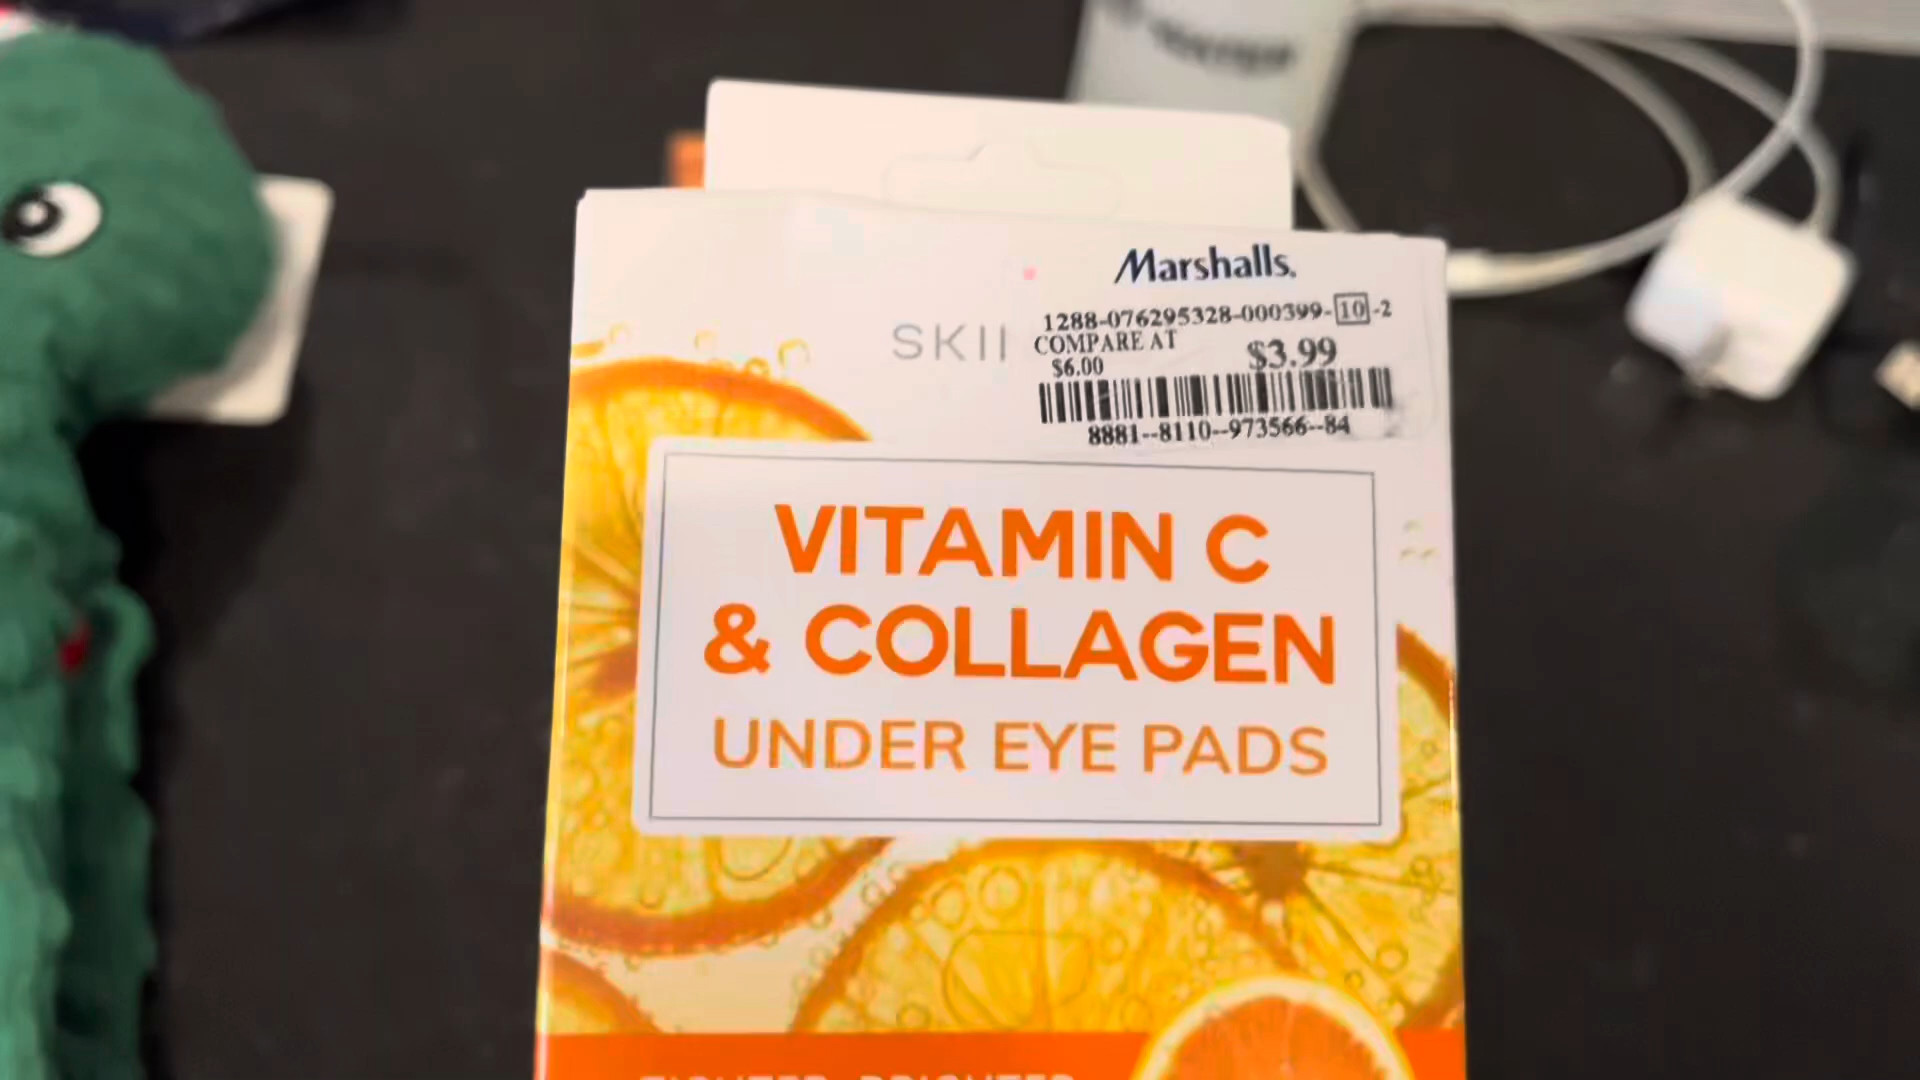 Marshalls.
1288-076295328-000399-10-2
COMPARE AT
$6.00
$3.99
8881--8110--973566--84
VITAMIN C
& COLLAGEN
UNDER EYE PADS